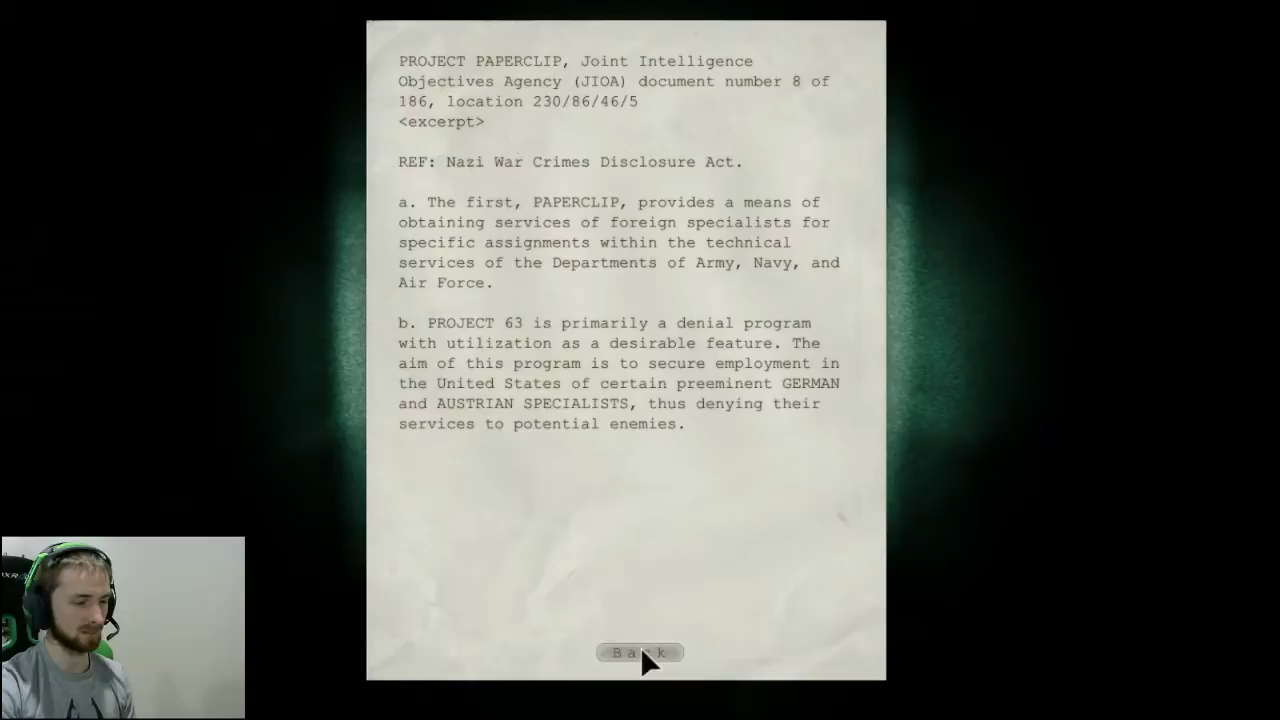 PROJECT PAPERCLIP, Joint Intelligence
Objectives Agency (JIOA) document number 8 of
186, location 230/86/46/5
<excerpt>
REF: Nazi War Crimes Disclosure Act.
a. The first, PAPERCLIP, provides a means of
obtaining services of foreign specialists for
specific assignments within the technical
services of the Departments of Army, Navy, and
Air Force.
b. PROJECT 63 is primarily a denial program
with utilization as a desirable feature. The
aim of this program is to secure employment in
the United States of certain preeminent GERMAN
and AUSTRIAN SPECIALISTS, thus denying their
services to potential enemies.
Back